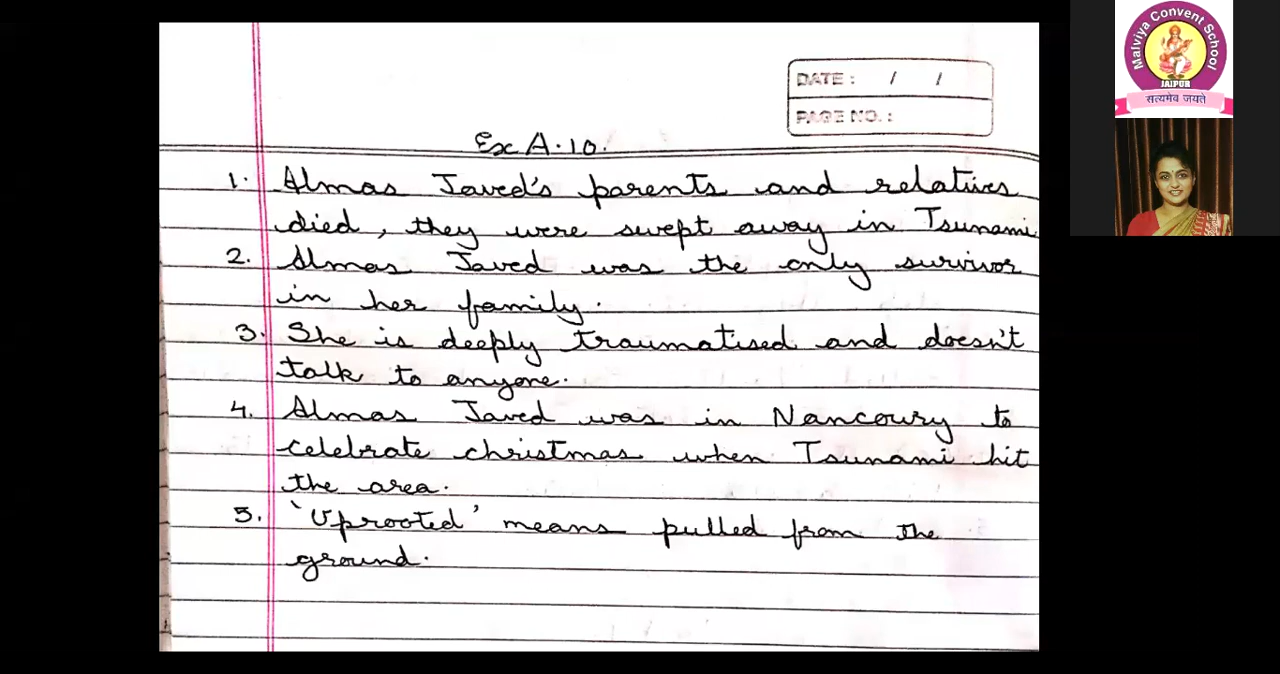 Malviya Convent School
JAIPUR
सत्यमेव जयते
DATE : / /
PAGE NO. :
Ex A.10.
1. Almas Javed's parents and relatives
died, they were swept away in Tsunami
2. Almas Javed was the only survivor
in her family.
3. She is deeply traumatised and doesn't
talk to anyone.
4. Almas Javed was in Nancoury to
celebrate christmas when Tsunami hit
the area.
5. 'Uprooted' means pulled from the
ground.